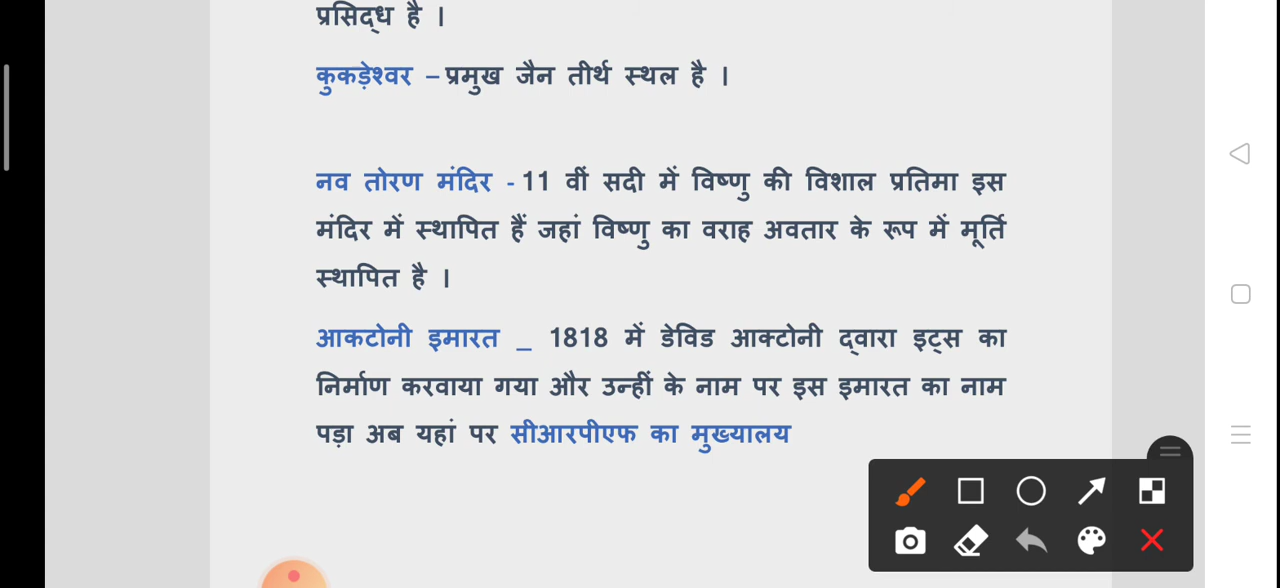 प्रसिद्ध है ।
कुकड़ेश्वर – प्रमुख जैन तीर्थ स्थल है ।
नव तोरण मंदिर - 11 वीं सदी में विष्णु की विशाल प्रतिमा इस
मंदिर में स्थापित हैं जहां विष्णु का वराह अवतार के रूप में मूर्ति
स्थापित है ।
आकटोनी इमारत _ 1818 में डेविड आक्टोनी द्वारा इट्स का
निर्माण करवाया गया और उन्हीं के नाम पर इस इमारत का नाम
पड़ा अब यहां पर सीआरपीएफ का मुख्यालय